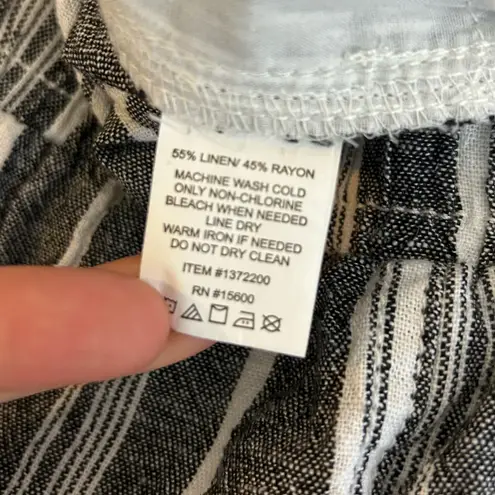 55% LINEN/ 45% RAYON
MACHINE WASH COLD
ONLY NON-CHLORINE
BLEACH WHEN NEEDED
LINE DRY
WARM IRON IF NEEDED
DO NOT DRY CLEAN
ITEM #1372200
RN #15600